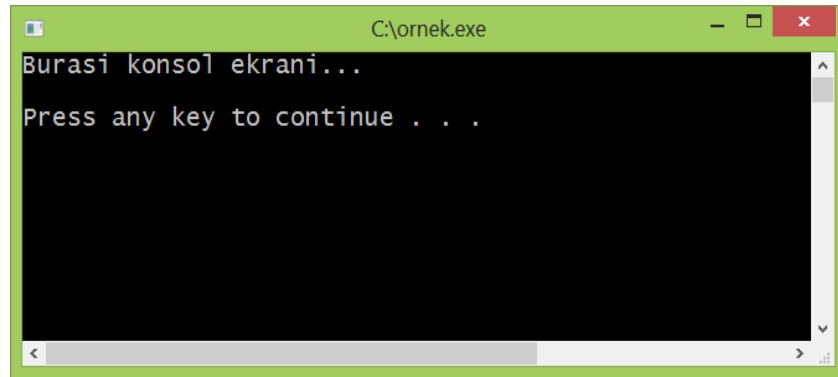 C:\ornek.exe
Burasi konsol ekrani...
Press any key to continue . . .